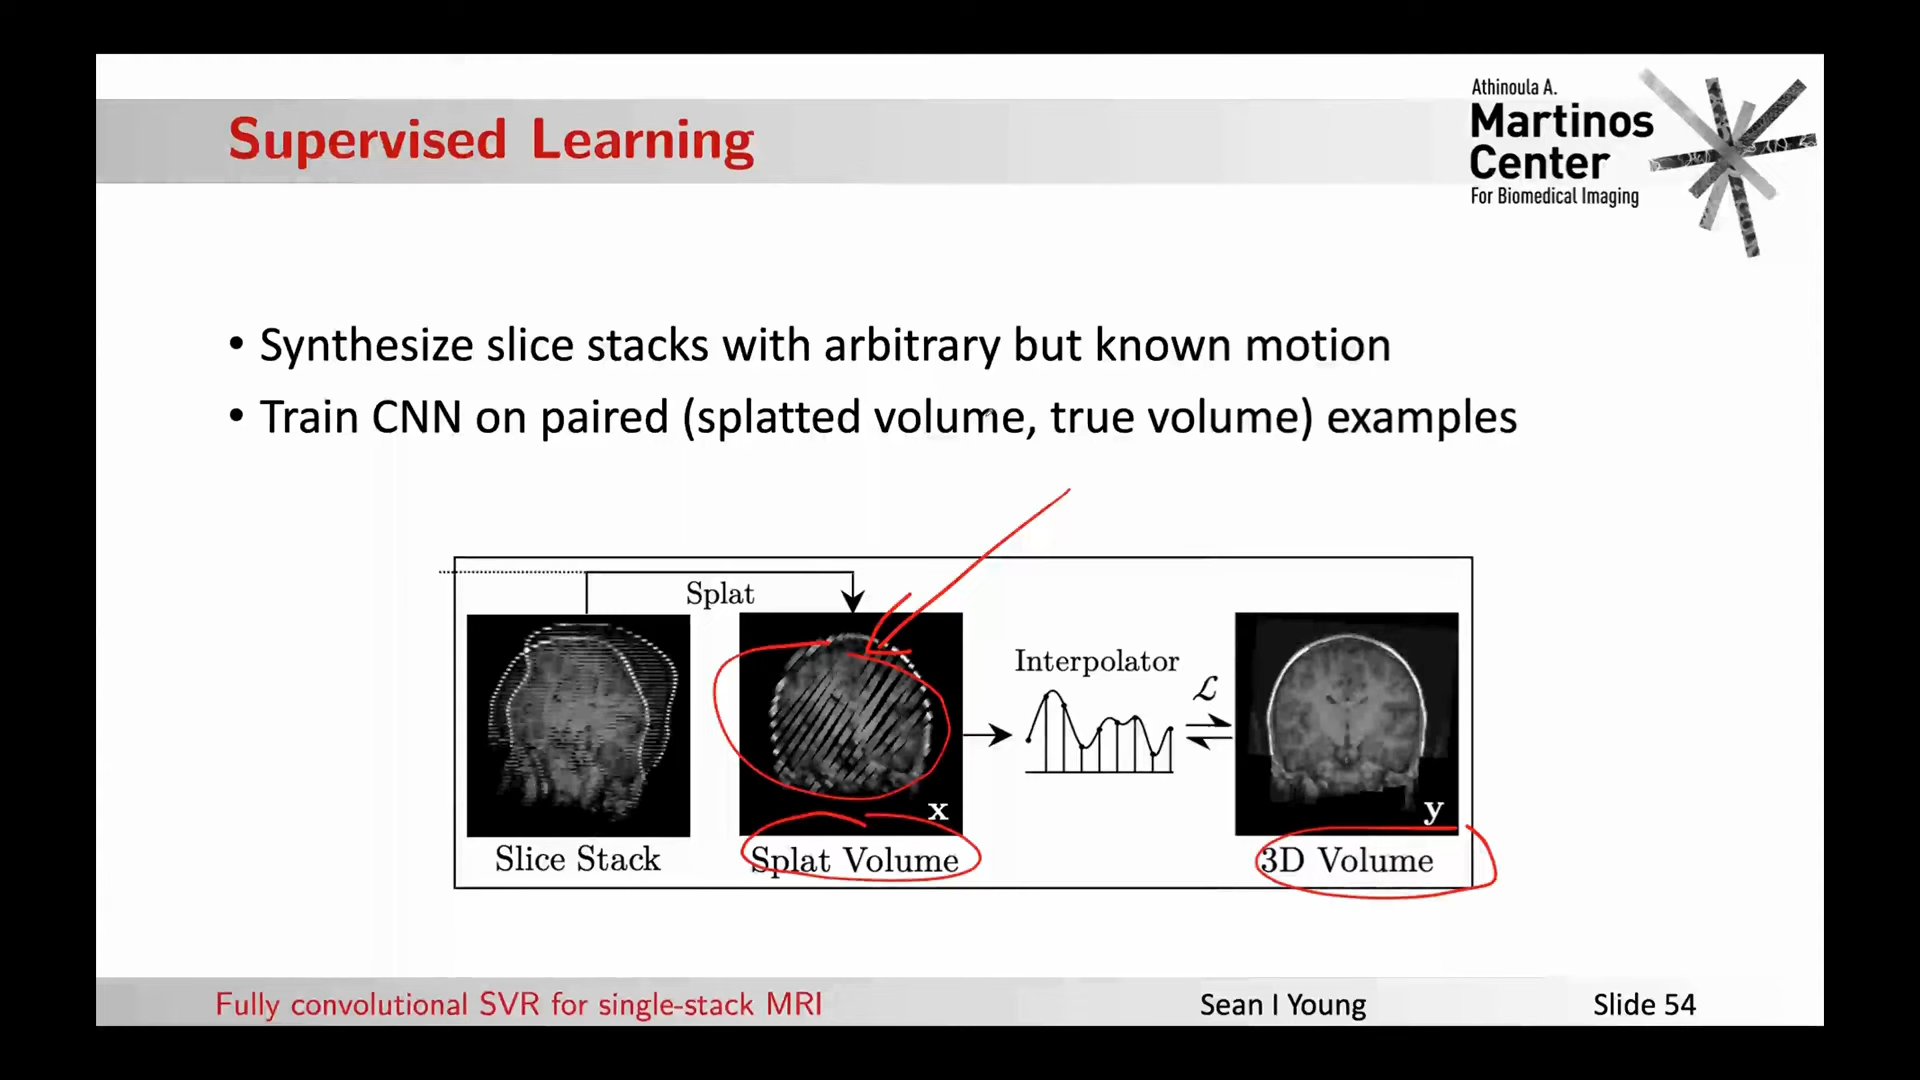 Athinoula A.
Martinos
Center
For Biomedical Imaging
Supervised Learning
• Synthesize slice stacks with arbitrary but known motion
• Train CNN on paired (splatted volume, true volume) examples
Splat
Interpolator
ℒ
x
y
Slice Stack
Splat Volume
3D Volume
Fully convolutional SVR for single-stack MRI
Sean I Young
Slide 54